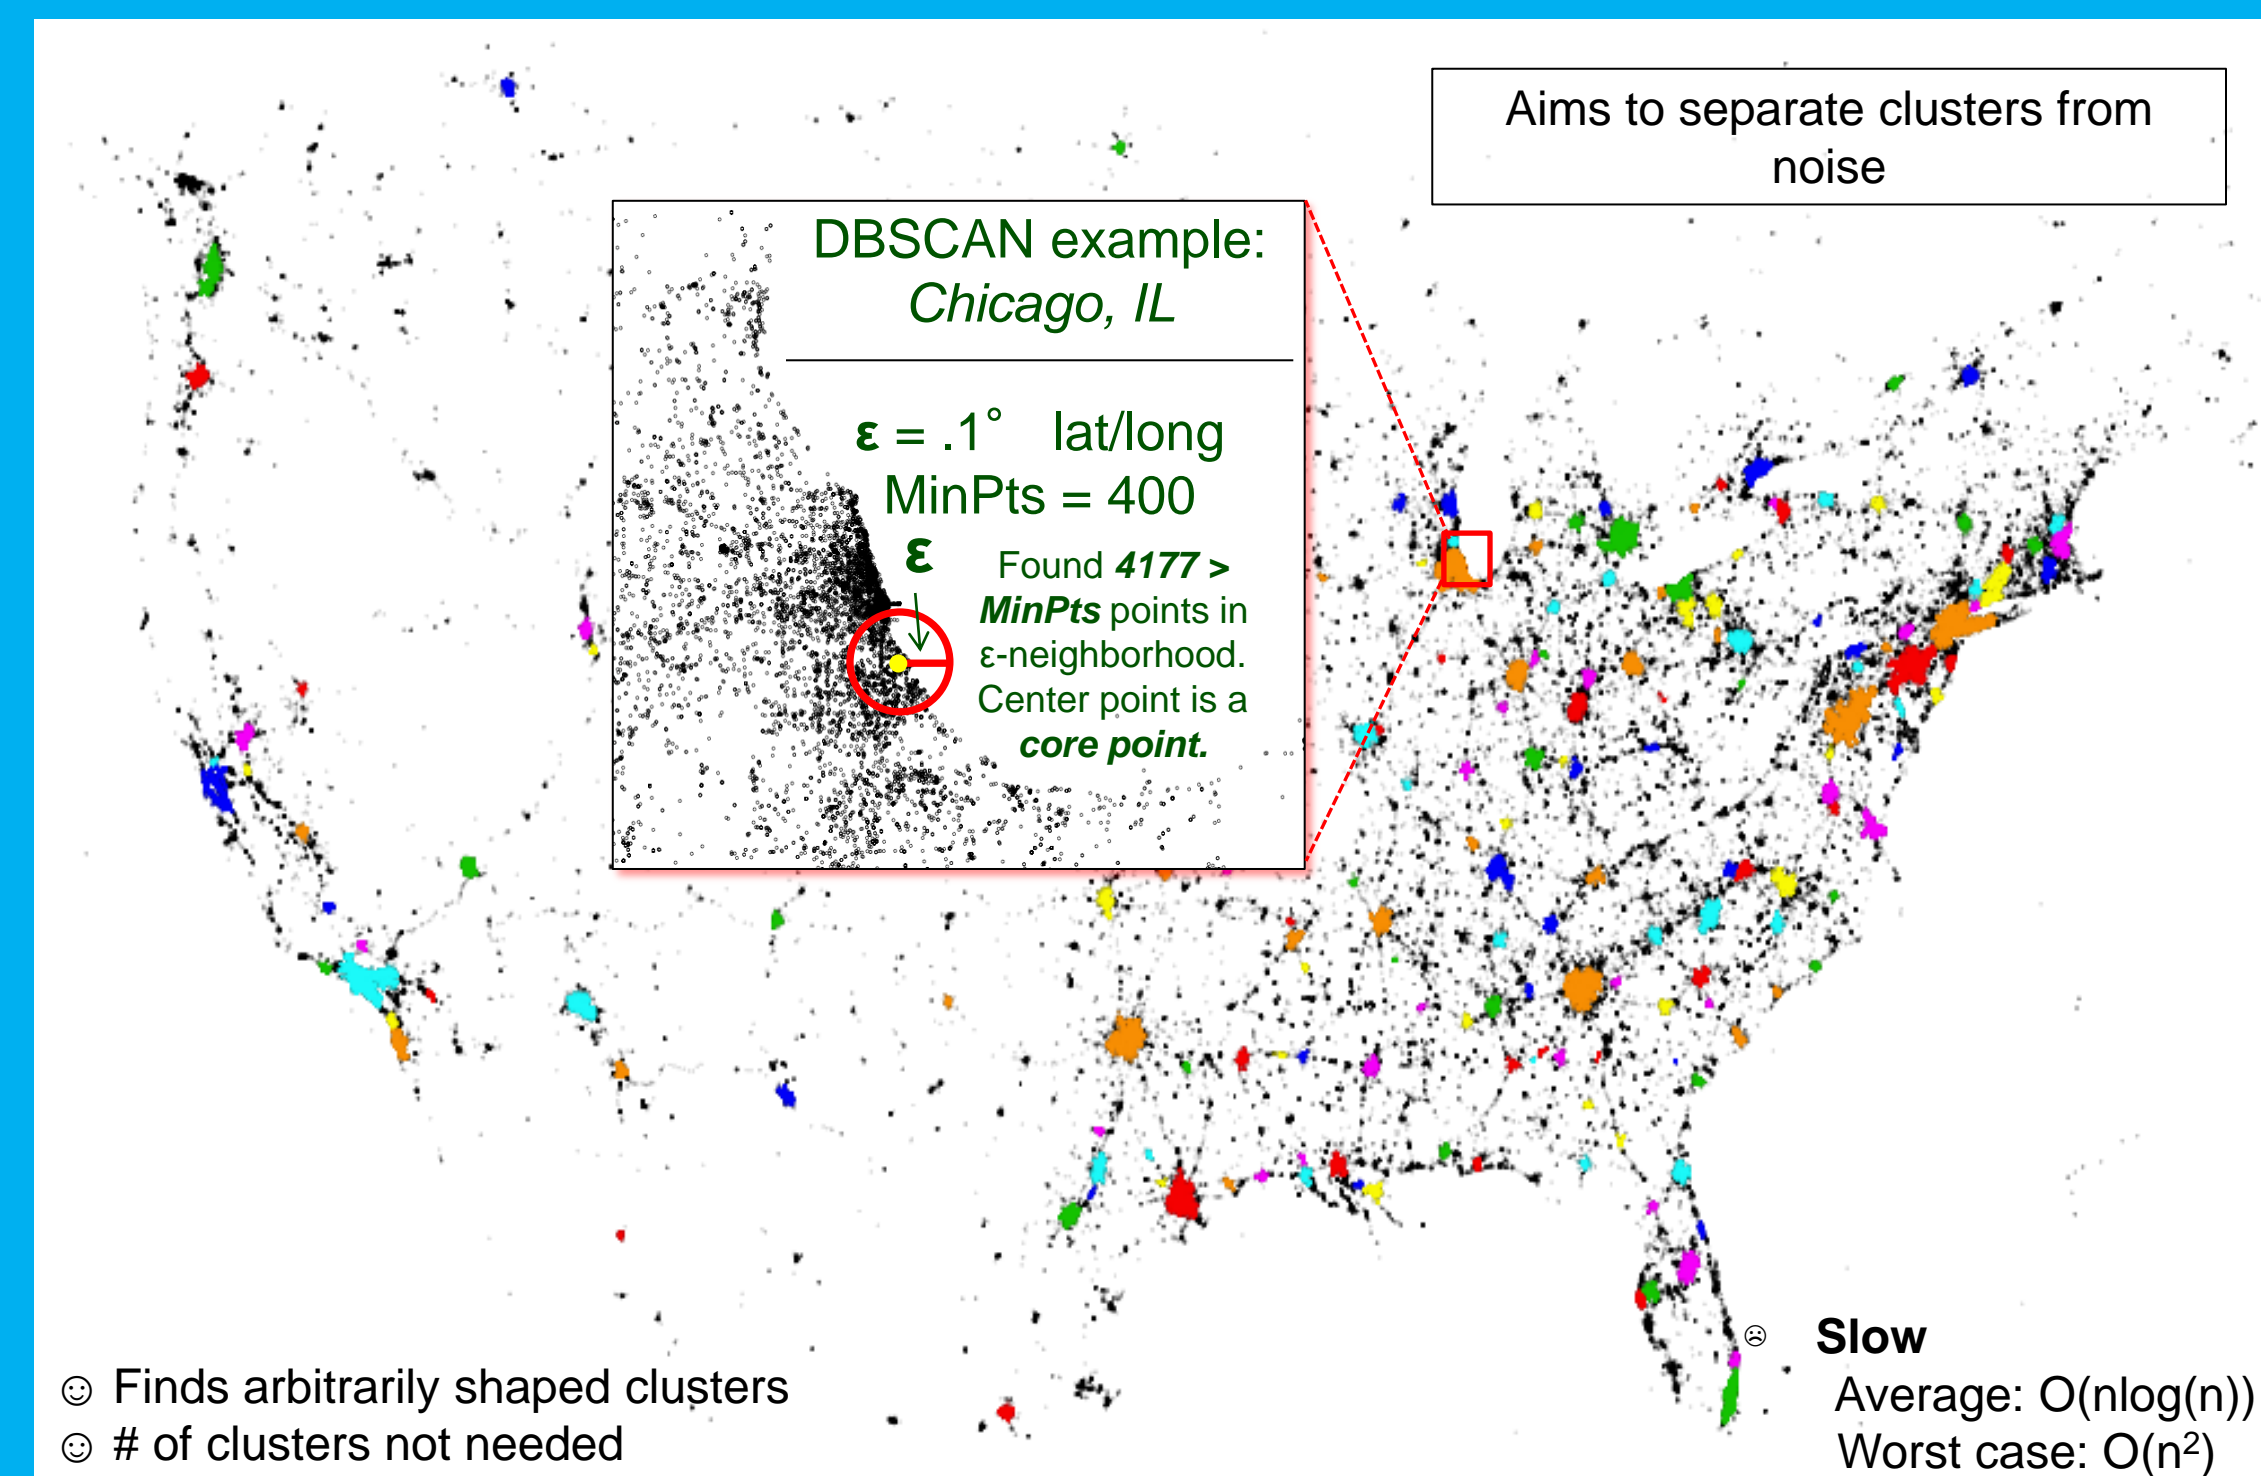 Aims to separate clusters from
noise
DBSCAN example:
Chicago, IL
ε = .1° lat/long
MinPts = 400
ε
Found 4177 >
MinPts points in
ε-neighborhood.
Center point is a
core point.
☹ Slow
Average: O(nlog(n))
Worst case: O(n²)
☺ Finds arbitrarily shaped clusters
☺ # of clusters not needed